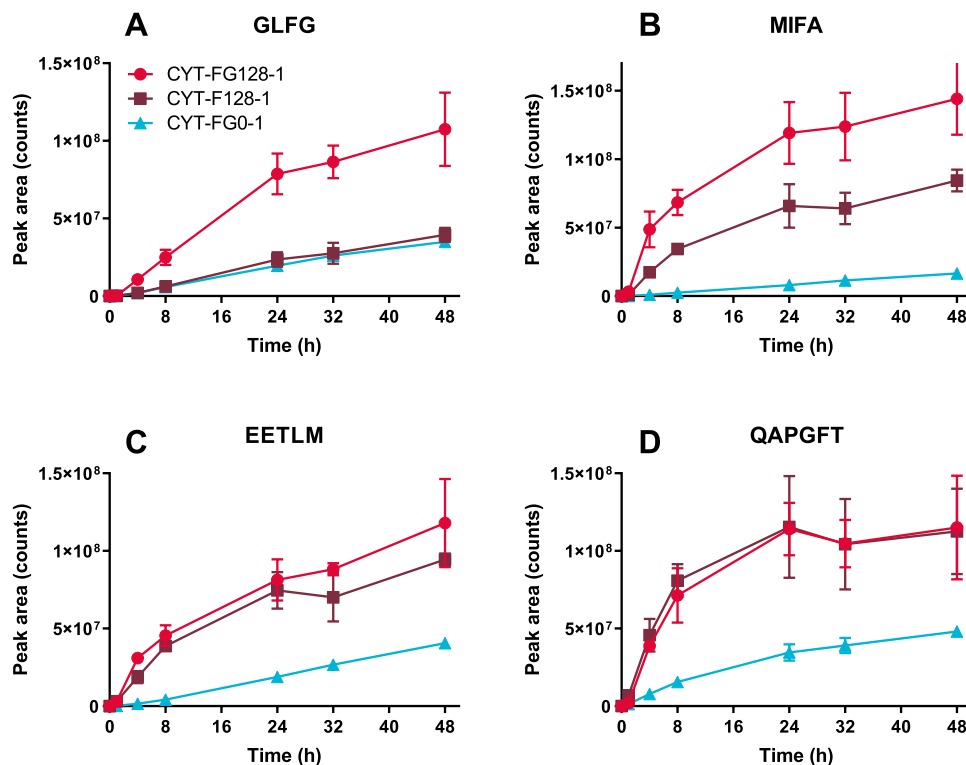 A
GLFG
1.5×10⁸
1×10⁸
5×10⁷
0
Peak area (counts)
CYT-FG128-1
CYT-F128-1
CYT-FG0-1
0 8 16 24 32 40 48
Time (h)
B
MIFA
1.5×10⁸
1×10⁸
5×10⁷
0
Peak area (counts)
0 8 16 24 32 40 48
Time (h)
C
EETLM
1.5×10⁸
1×10⁸
5×10⁷
0
Peak area (counts)
0 8 16 24 32 40 48
Time (h)
D
QAPGFT
1.5×10⁸
1×10⁸
5×10⁷
0
Peak area (counts)
0 8 16 24 32 40 48
Time (h)